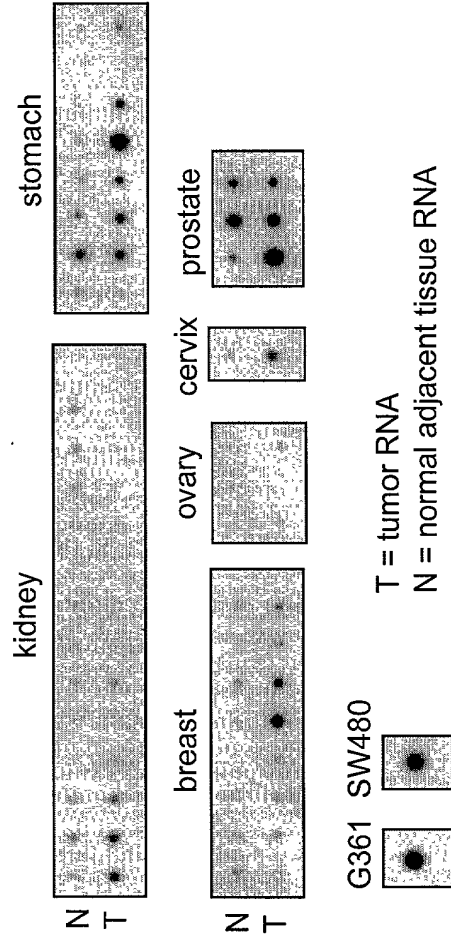 kidney
stomach
N
T
breast
ovary
cervix
prostate
N
T
G361
SW480
T = tumor RNA
N = normal adjacent tissue RNA